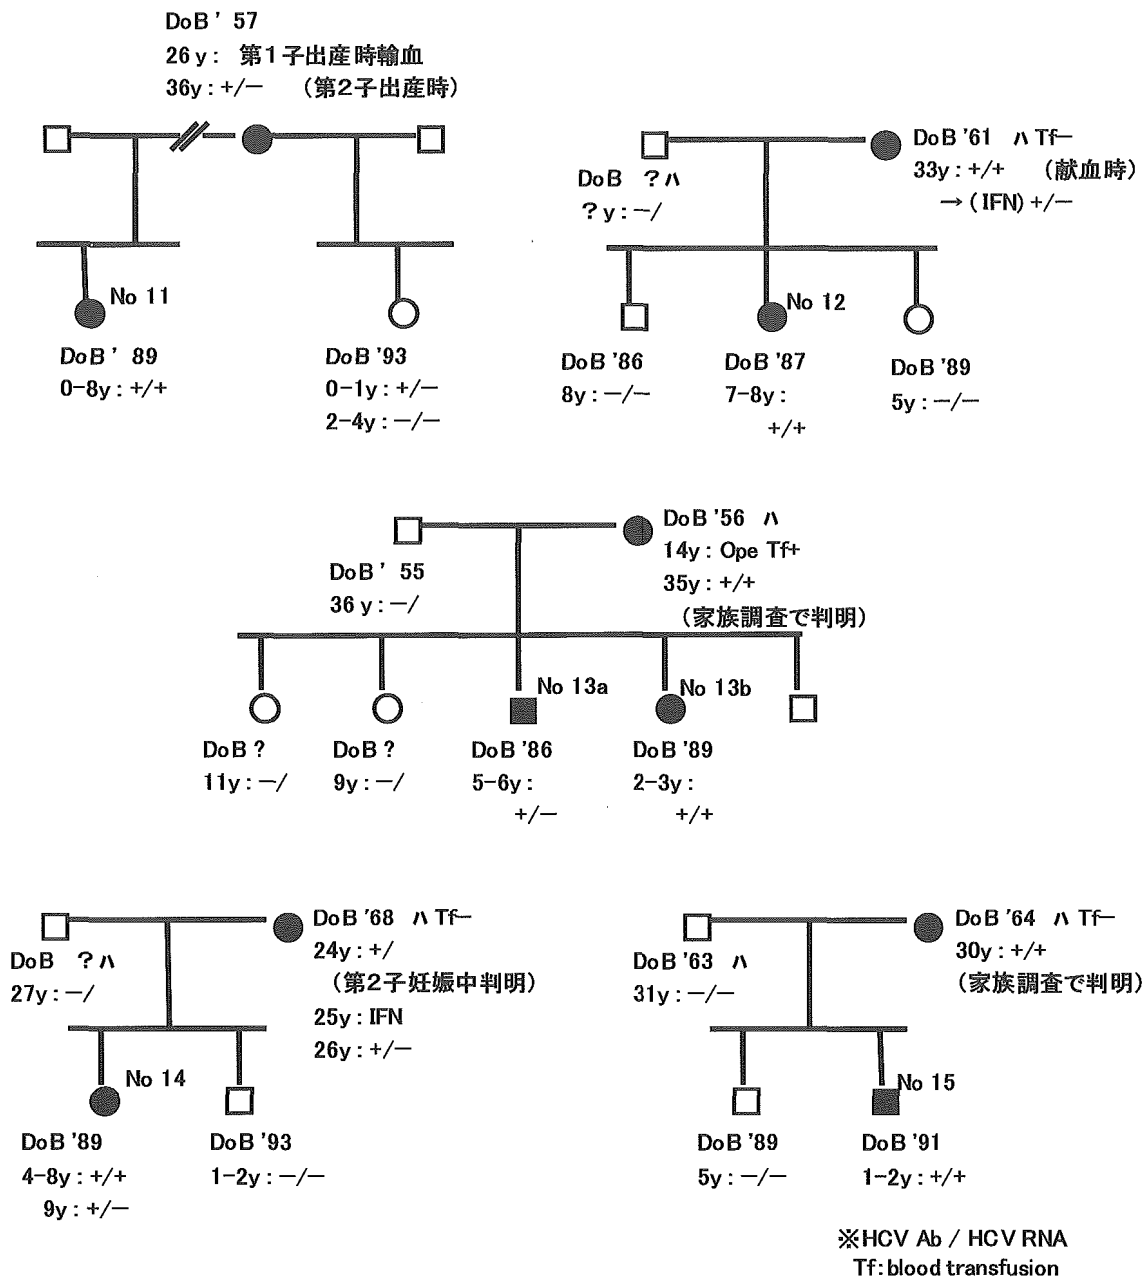 DoB ' 57
26 y : 第1子出産時輸血
36y : +/− (第2子出産時)
No 11
DoB ' 89
0−8y : +/+
DoB '93
0−1y : +/−
2−4y : −/−
DoB '61 ハ Tf−
33y : +/+ (献血時)
→ (IFN) +/−
DoB ?ハ
?y : −/
No 12
DoB '86
8y : −/−
DoB '87
7−8y :
+/+
DoB '89
5y : −/−
DoB '56 ハ
14y : Ope Tf+
35y : +/+
(家族調査で判明)
DoB ' 55
36 y : −/
No 13a
No 13b
DoB ?
11y : −/
DoB ?
9y : −/
DoB '86
5−6y :
+/−
DoB '89
2−3y :
+/+
DoB '68 ハ Tf−
24y : +/
(第2子妊娠中判明)
25y : IFN
26y : +/−
DoB ?ハ
27y : −/
No 14
DoB '89
4−8y : +/+
9y : +/−
DoB '93
1−2y : −/−
DoB '64 ハ Tf−
30y : +/+
(家族調査で判明)
DoB '63 ハ
31y : −/−
No 15
DoB '89
5y : −/−
DoB '91
1−2y : +/+
※HCV Ab / HCV RNA
Tf:blood transfusion